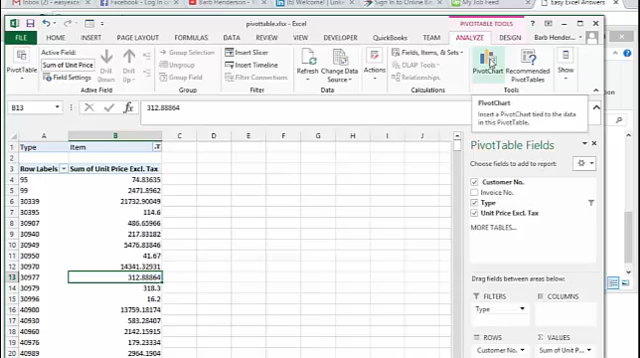 Inbox (2) - easyexce
Facebook - Log In o
Barb Henderson
Welcome!
Sign In to Online B
My Job Feed
Easy Excel Answers
pivottable.xlsx - Excel
PIVOTTABLE TOOLS
FILE
HOME
INSERT
PAGE LAYOUT
FORMULAS
DATA
REVIEW
VIEW
DEVELOPER
QuickBooks
TEAM
ANALYZE
DESIGN
Barb Hender...
PivotTable
Active Field:
Sum of Unit Price
Field Settings
Drill Down
Drill Up
Active Field
Group Selection
Ungroup
Group Field
Group
Insert Slicer
Insert Timeline
Filter Connections
Filter
Refresh
Change Data Source
Data
Actions
Fields, Items, & Sets
OLAP Tools
Relationships
Calculations
PivotChart
Recommended PivotTables
Tools
Show
B13
312.88864
PivotChart
Insert a PivotChart tied to the data
in this PivotTable.
A B C D E F G H I J
1 Type Item
2
3 Row Labels Sum of Unit Price Excl. Tax
4 95 74.83635
5 99 2471.8962
6 30339 21732.90049
7 30395 114.6
8 30907 486.65966
9 30940 217.83182
10 30949 5476.83846
11 30950 41.67
12 30970 14341.32931
13 30977 312.88864
14 30979 318.3
15 30996 16.2
16 40900 13759.18174
17 40930 583.28407
18 40960 2142.15915
19 40976 179.23334
20 40990 2964.1904
PivotTable Fields
Choose fields to add to report:
Customer No.
Invoice No.
Type
Unit Price Excl. Tax
MORE TABLES...
Drag fields between areas below:
FILTERS
COLUMNS
Type
ROWS
VALUES
Customer No.
Sum of Unit P...